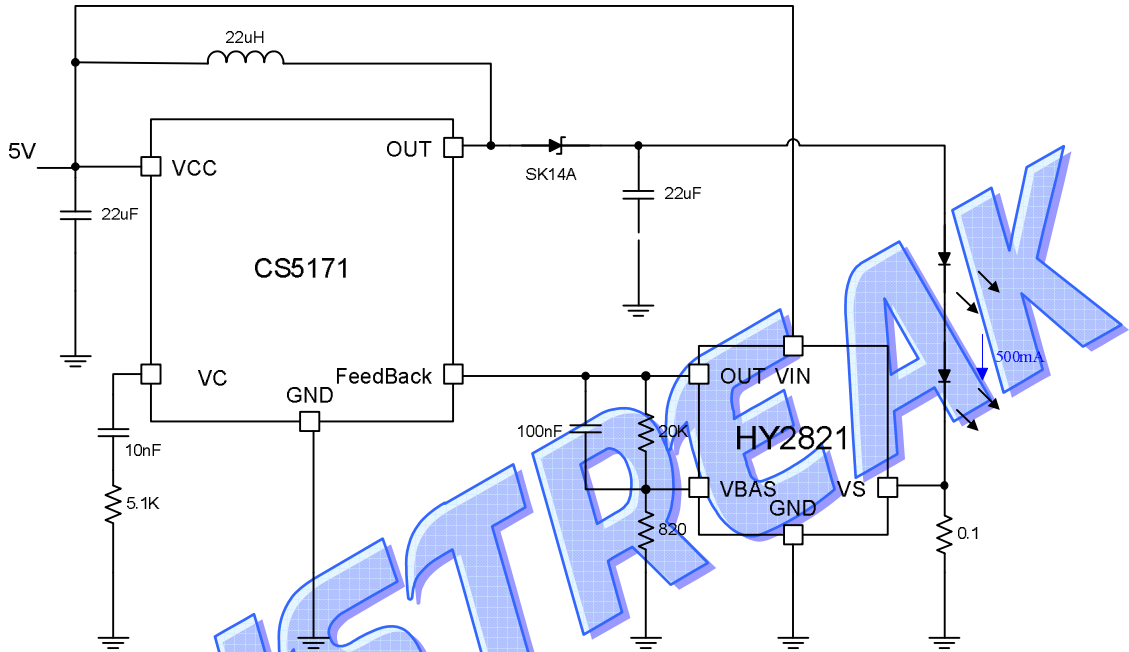 22uH
5V
VCC
OUT
SK14A
22uF
22uF
CS5171
500mA
VC
FeedBack
OUT VIN
GND
100nF
20K
HY2821
10nF
VBAS
VS
GND
5.1K
820
0.1
STREAK